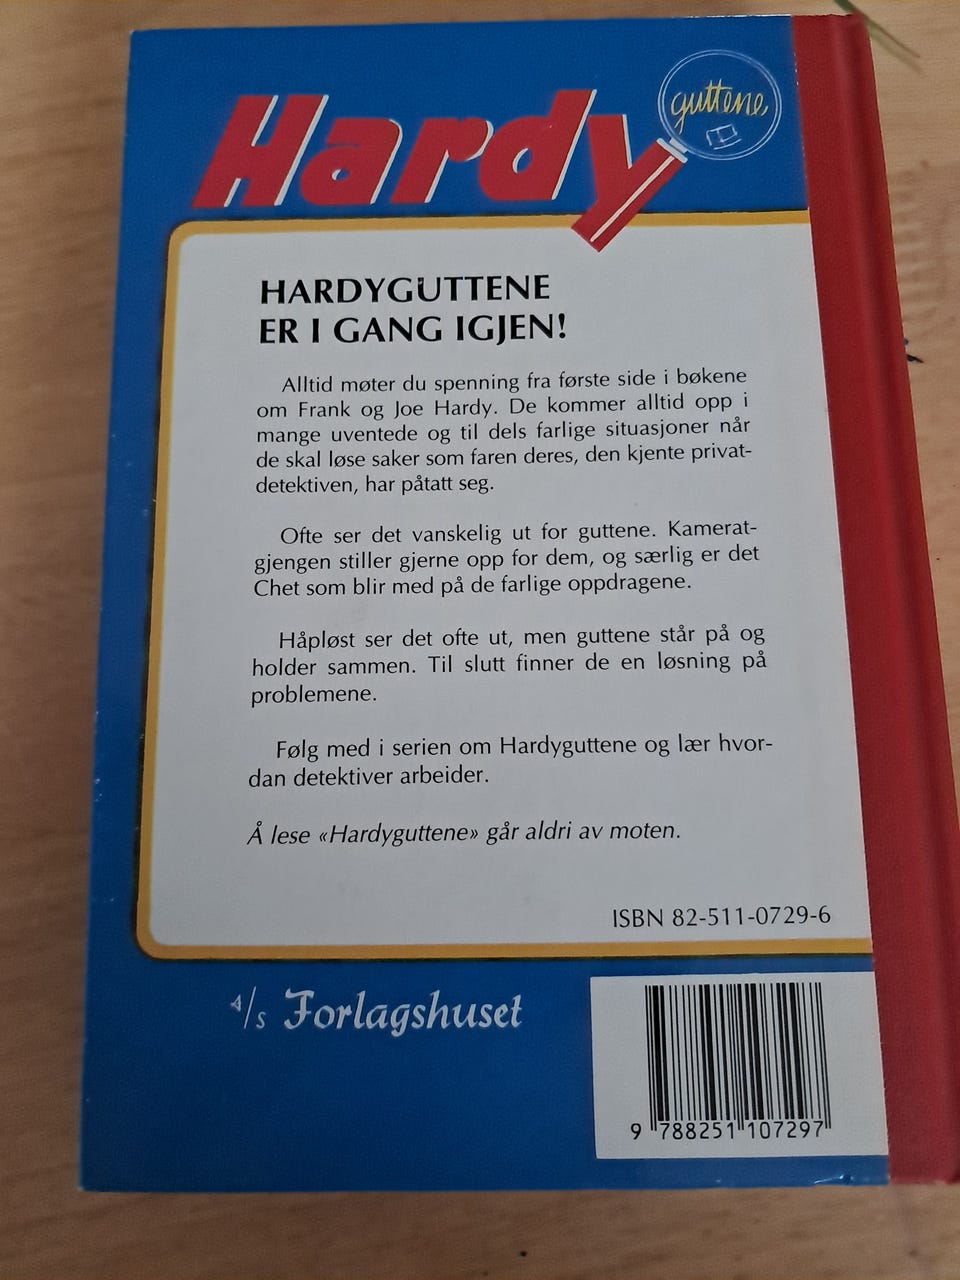 Hardy
guttene
HARDYGUTTENE
ER I GANG IGJEN!
Alltid møter du spenning fra første side i bøkene
om Frank og Joe Hardy. De kommer alltid opp i
mange uventede og til dels farlige situasjoner når
de skal løse saker som faren deres, den kjente privat-
detektiven, har påtatt seg.
Ofte ser det vanskelig ut for guttene. Kamerat-
gjengen stiller gjerne opp for dem, og særlig er det
Chet som blir med på de farlige oppdragene.
Håpløst ser det ofte ut, men guttene står på og
holder sammen. Til slutt finner de en løsning på
problemene.
Følg med i serien om Hardyguttene og lær hvor-
dan detektiver arbeider.
Å lese «Hardyguttene» går aldri av moten.
ISBN 82-511-0729-6
A/s Forlagshuset
9 788251 107297